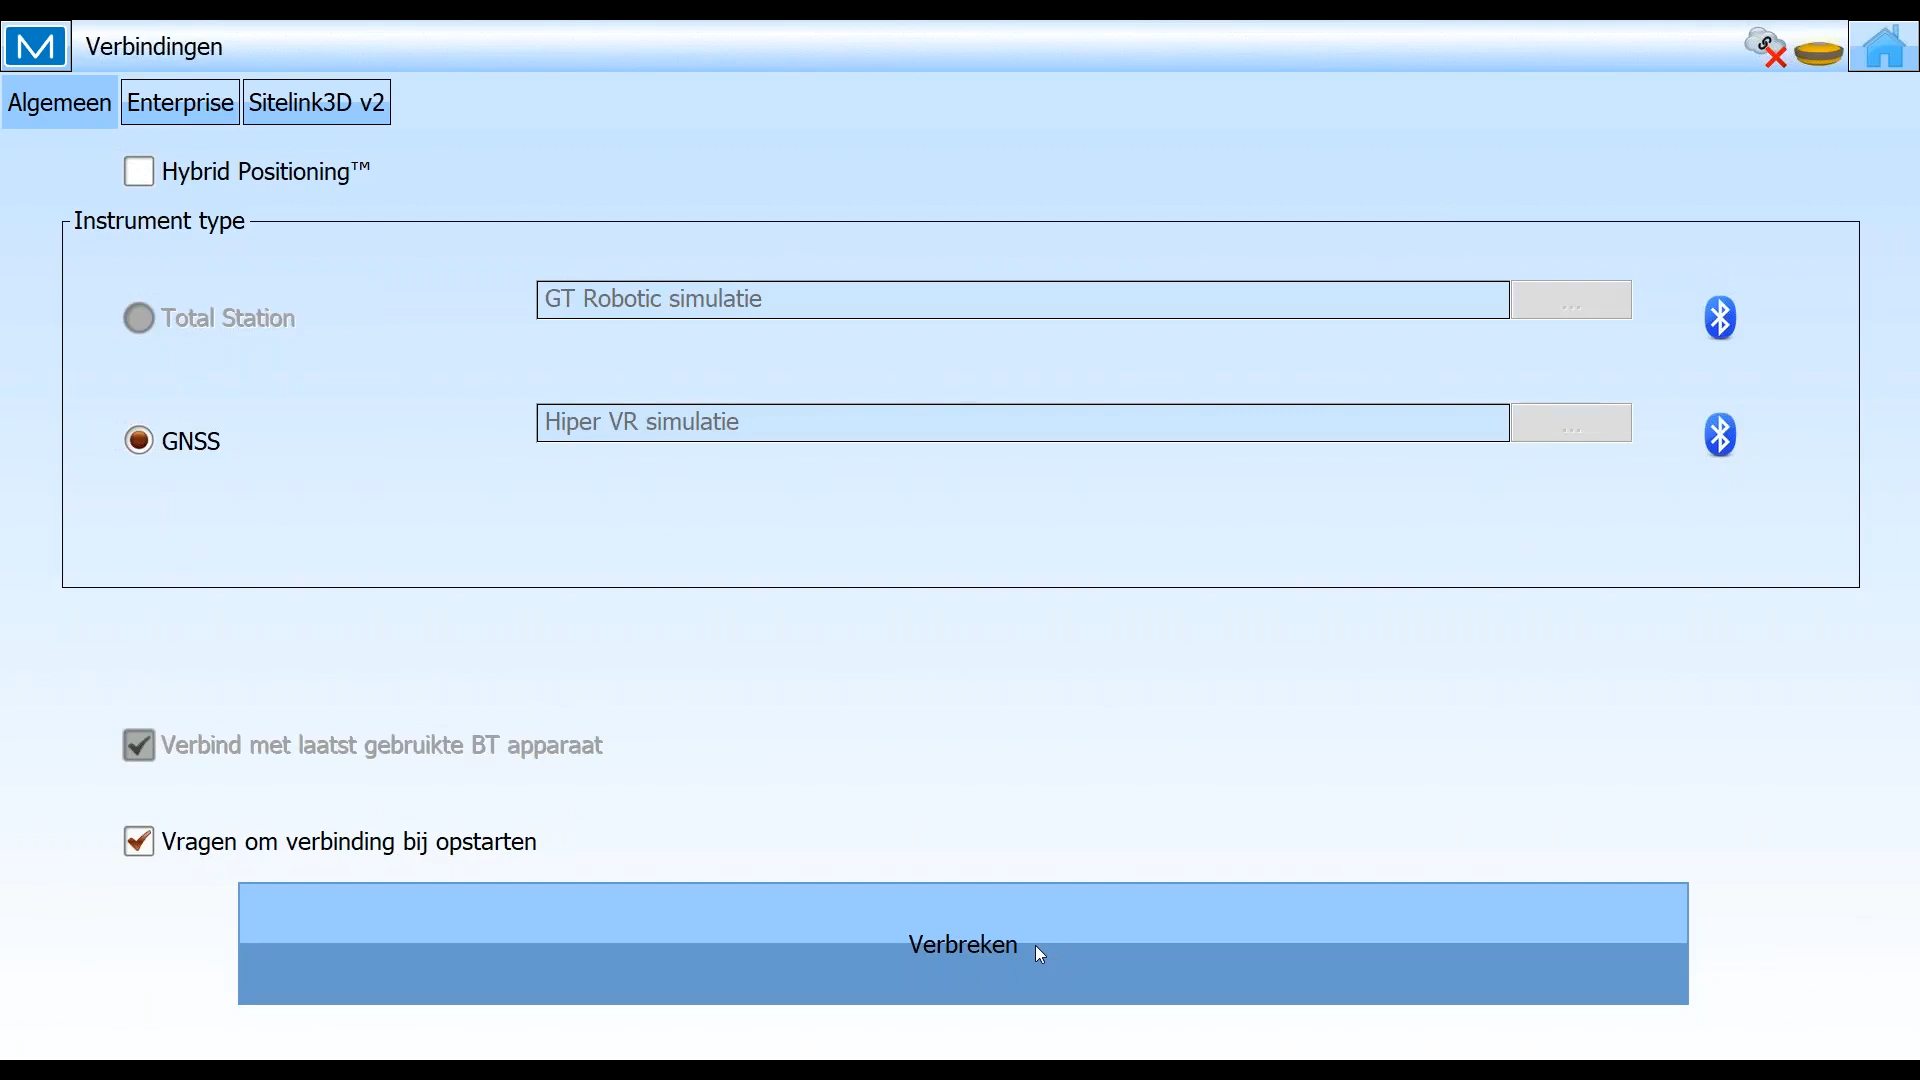 Verbindingen
Algemeen Enterprise Sitelink3D v2
Hybrid Positioning™
Instrument type
Total Station GT Robotic simulatie ...
GNSS Hiper VR simulatie ...
Verbind met laatst gebruikte BT apparaat
Vragen om verbinding bij opstarten
Verbreken